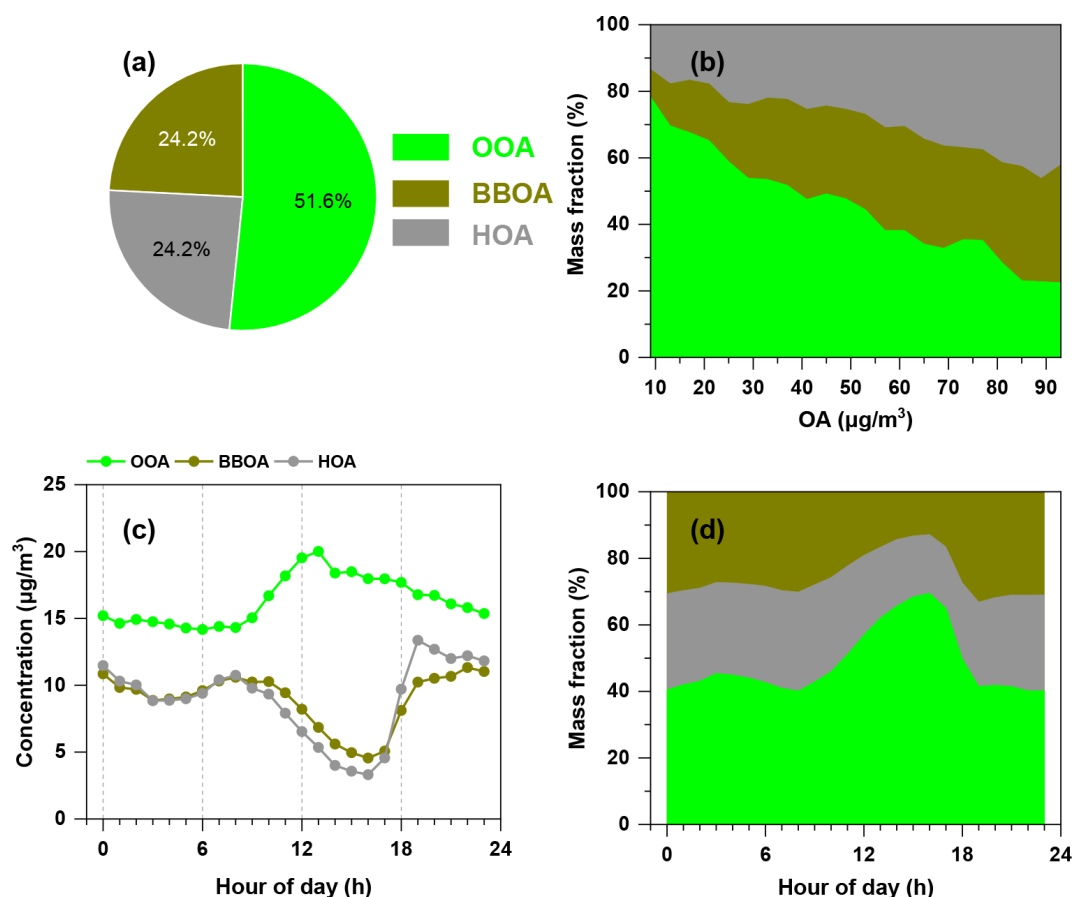 (a)
24.2%
51.6%
24.2%
OOA
BBOA
HOA
(b)
Mass fraction (%)
100
80
60
40
20
0
10 20 30 40 50 60 70 80 90
OA (μg/m³)
OOA BBOA HOA
(c)
Concentration (μg/m³)
25
20
15
10
5
0
0 6 12 18 24
Hour of day (h)
(d)
Mass fraction (%)
100
80
60
40
20
0
0 6 12 18 24
Hour of day (h)